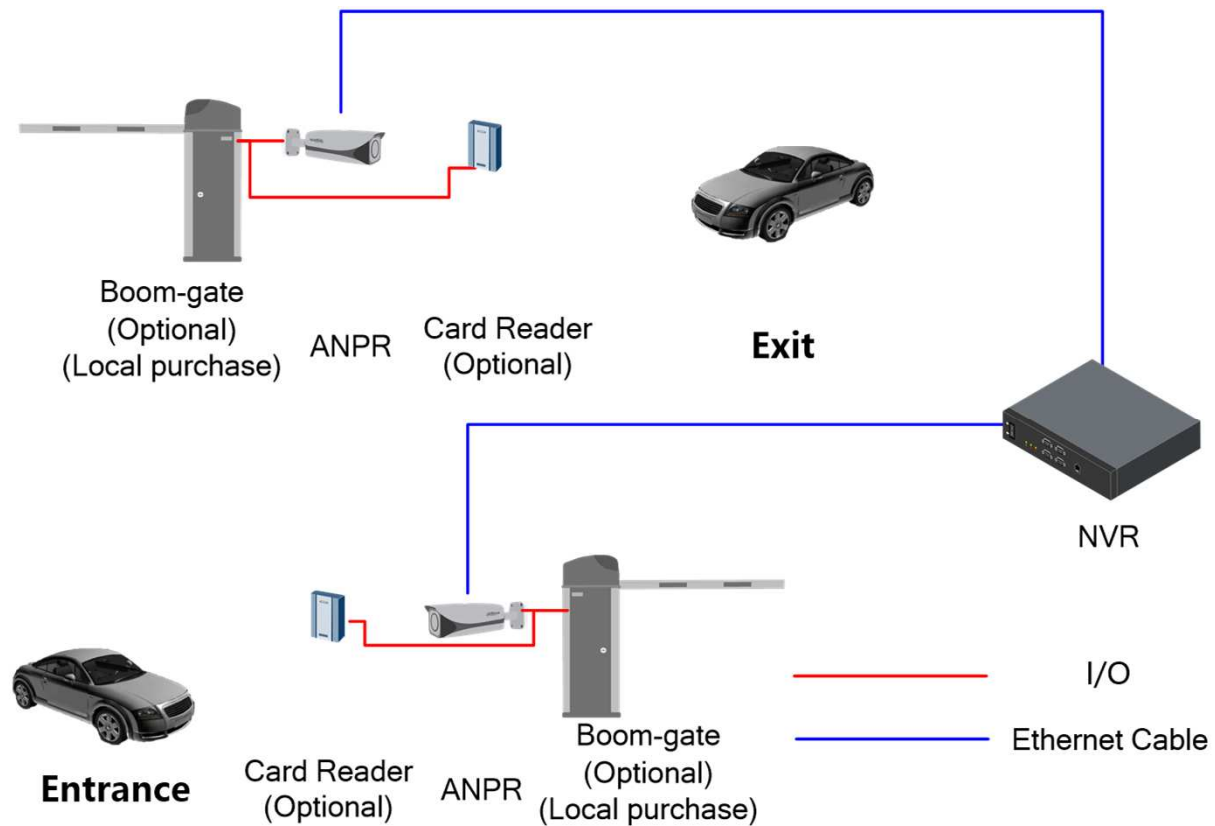 Boom-gate
(Optional)
(Local purchase)
ANPR
Card Reader
(Optional)
Exit
NVR
I/O
Ethernet Cable
Entrance
Card Reader
(Optional)
ANPR
Boom-gate
(Optional)
(Local purchase)